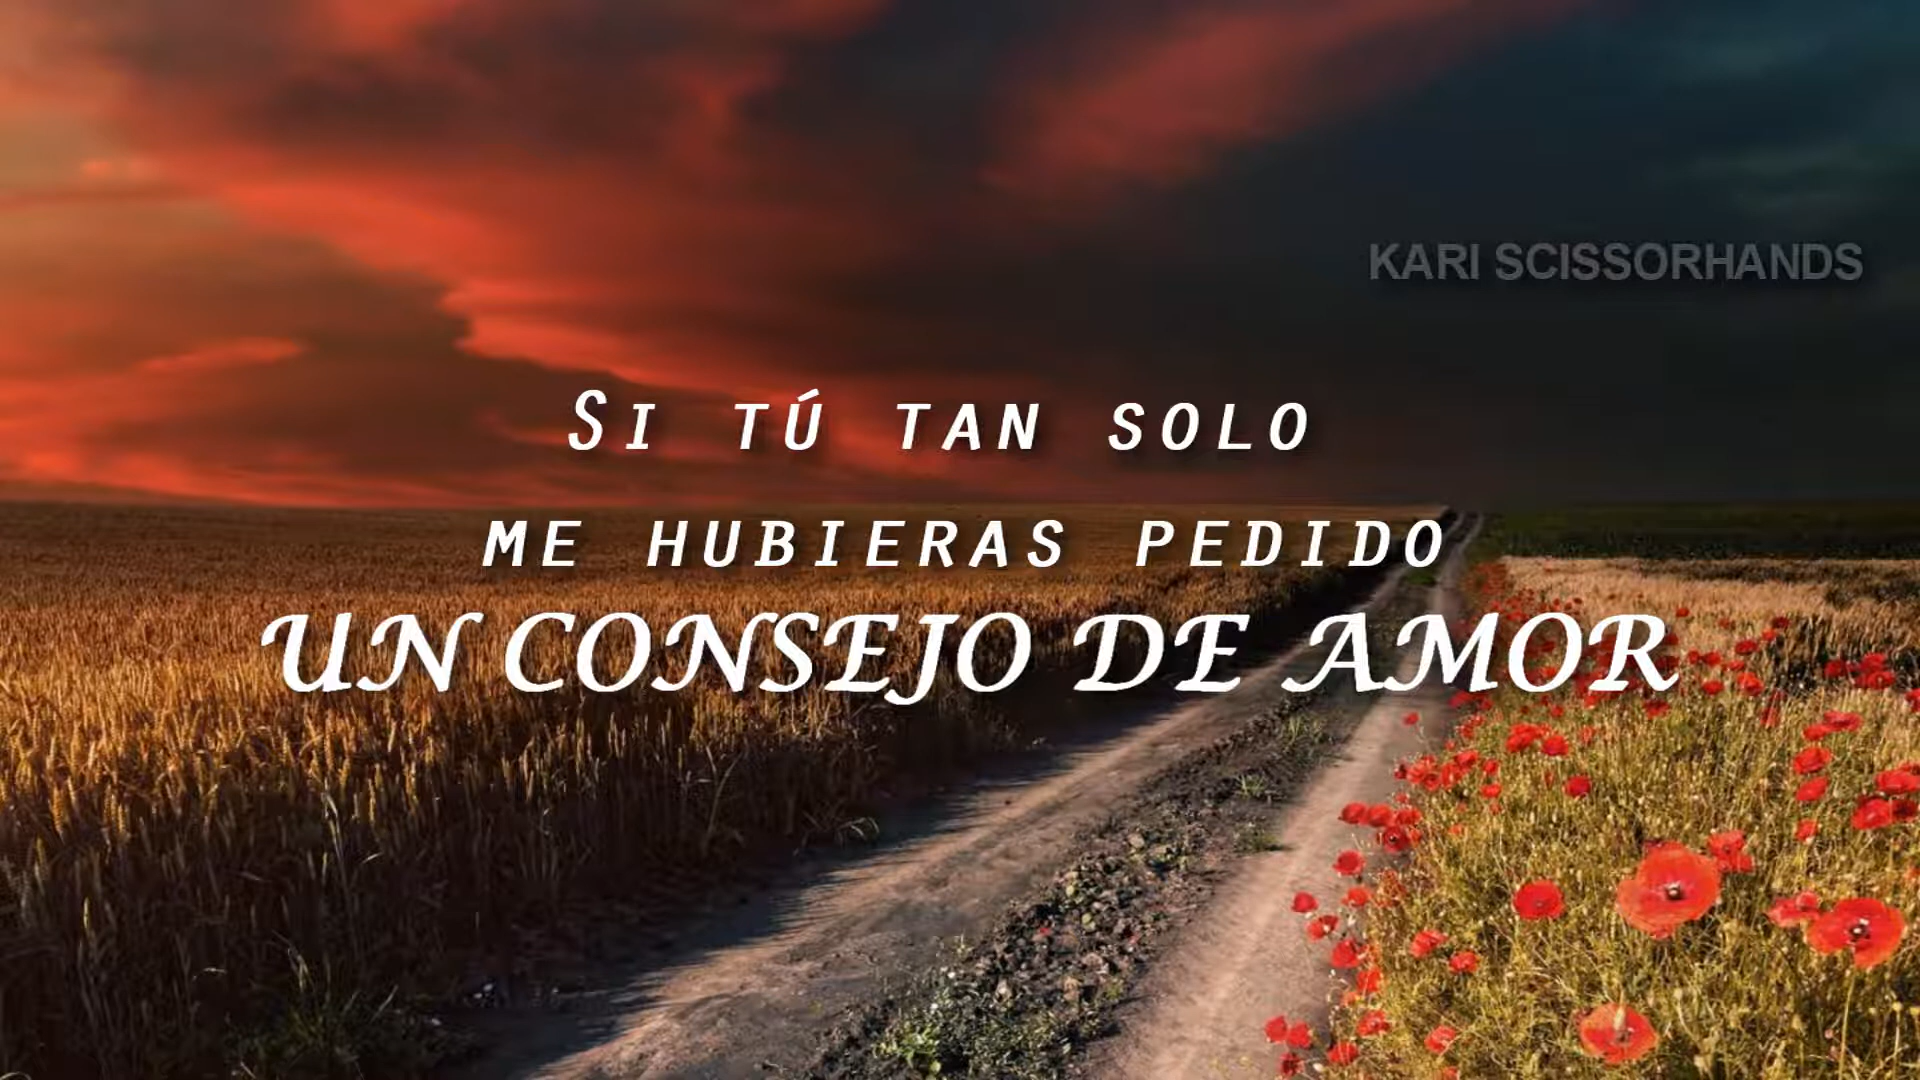 KARI SCISSORHANDS
Si tú tan solo
me hubieras pedido
UN CONSEJO DE AMOR